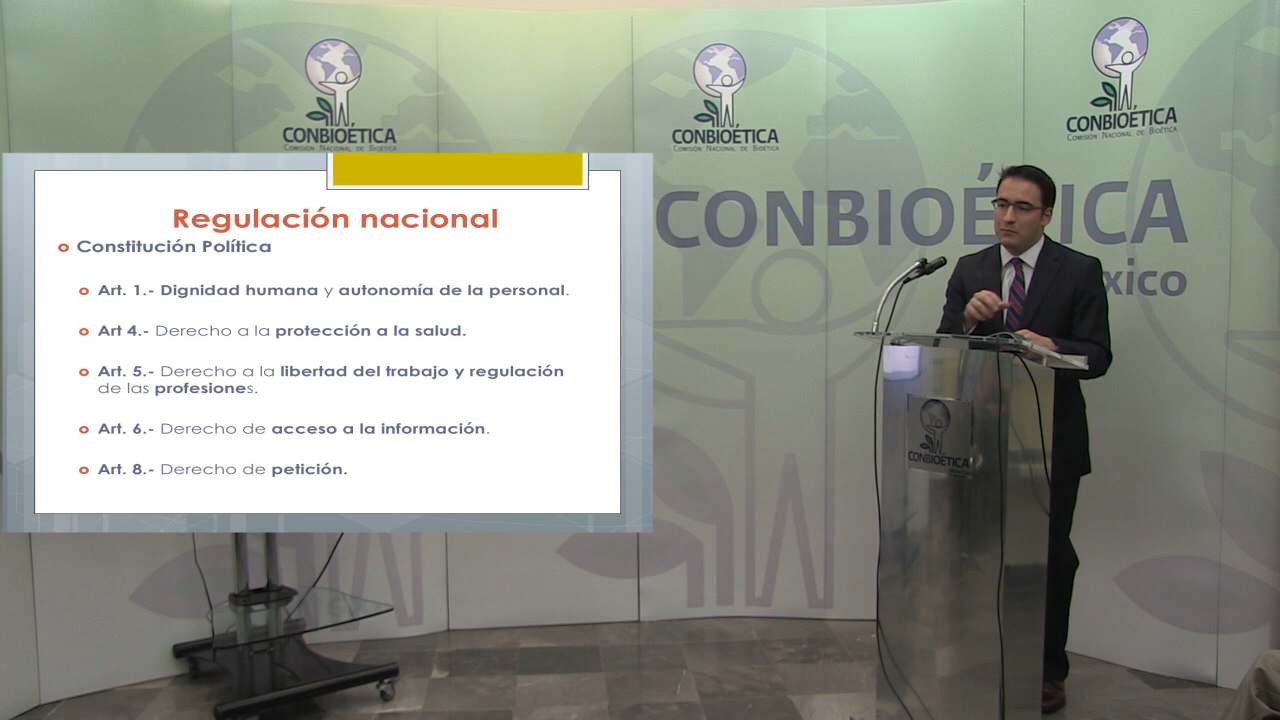 CONBIOÉTICA
COMISIÓN NACIONAL DE BIOÉTICA
CONBIOÉTICA
COMISIÓN NACIONAL DE BIOÉTICA
CONBIOÉTICA
COMISIÓN NACIONAL DE BIOÉTICA
CONBIOÉ ICA
xico
Regulación nacional
o Constitución Política
o Art. 1.- Dignidad humana y autonomía de la personal.
o Art 4.- Derecho a la protección a la salud.
o Art. 5.- Derecho a la libertad del trabajo y regulación
de las profesiones.
o Art. 6.- Derecho de acceso a la información.
o Art. 8.- Derecho de petición.
CONBIOÉTICA